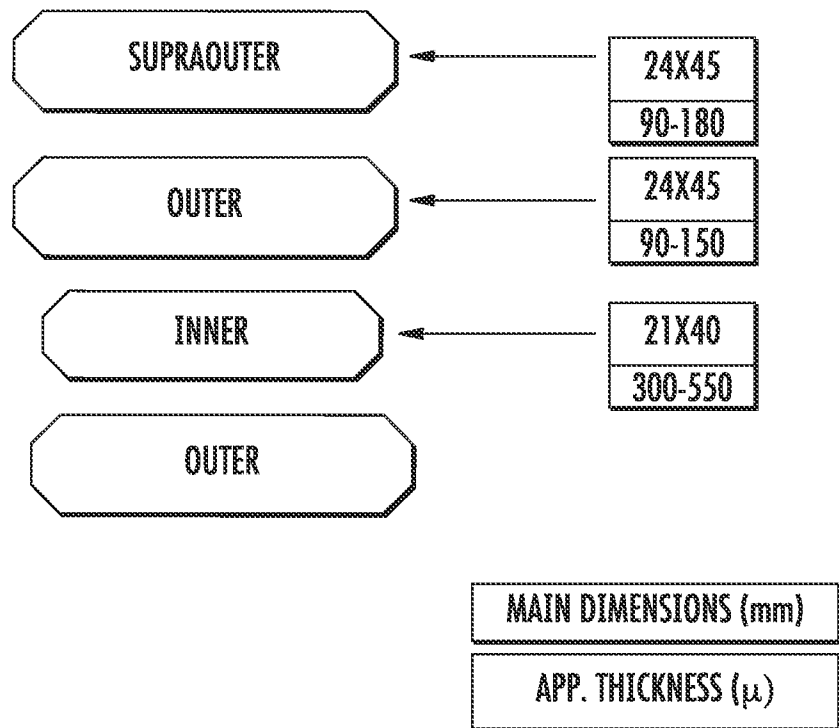 SUPRAOUTER
24X45
90-180
OUTER
24X45
90-150
INNER
21X40
300-550
OUTER
MAIN DIMENSIONS (mm)
APP. THICKNESS (μ)